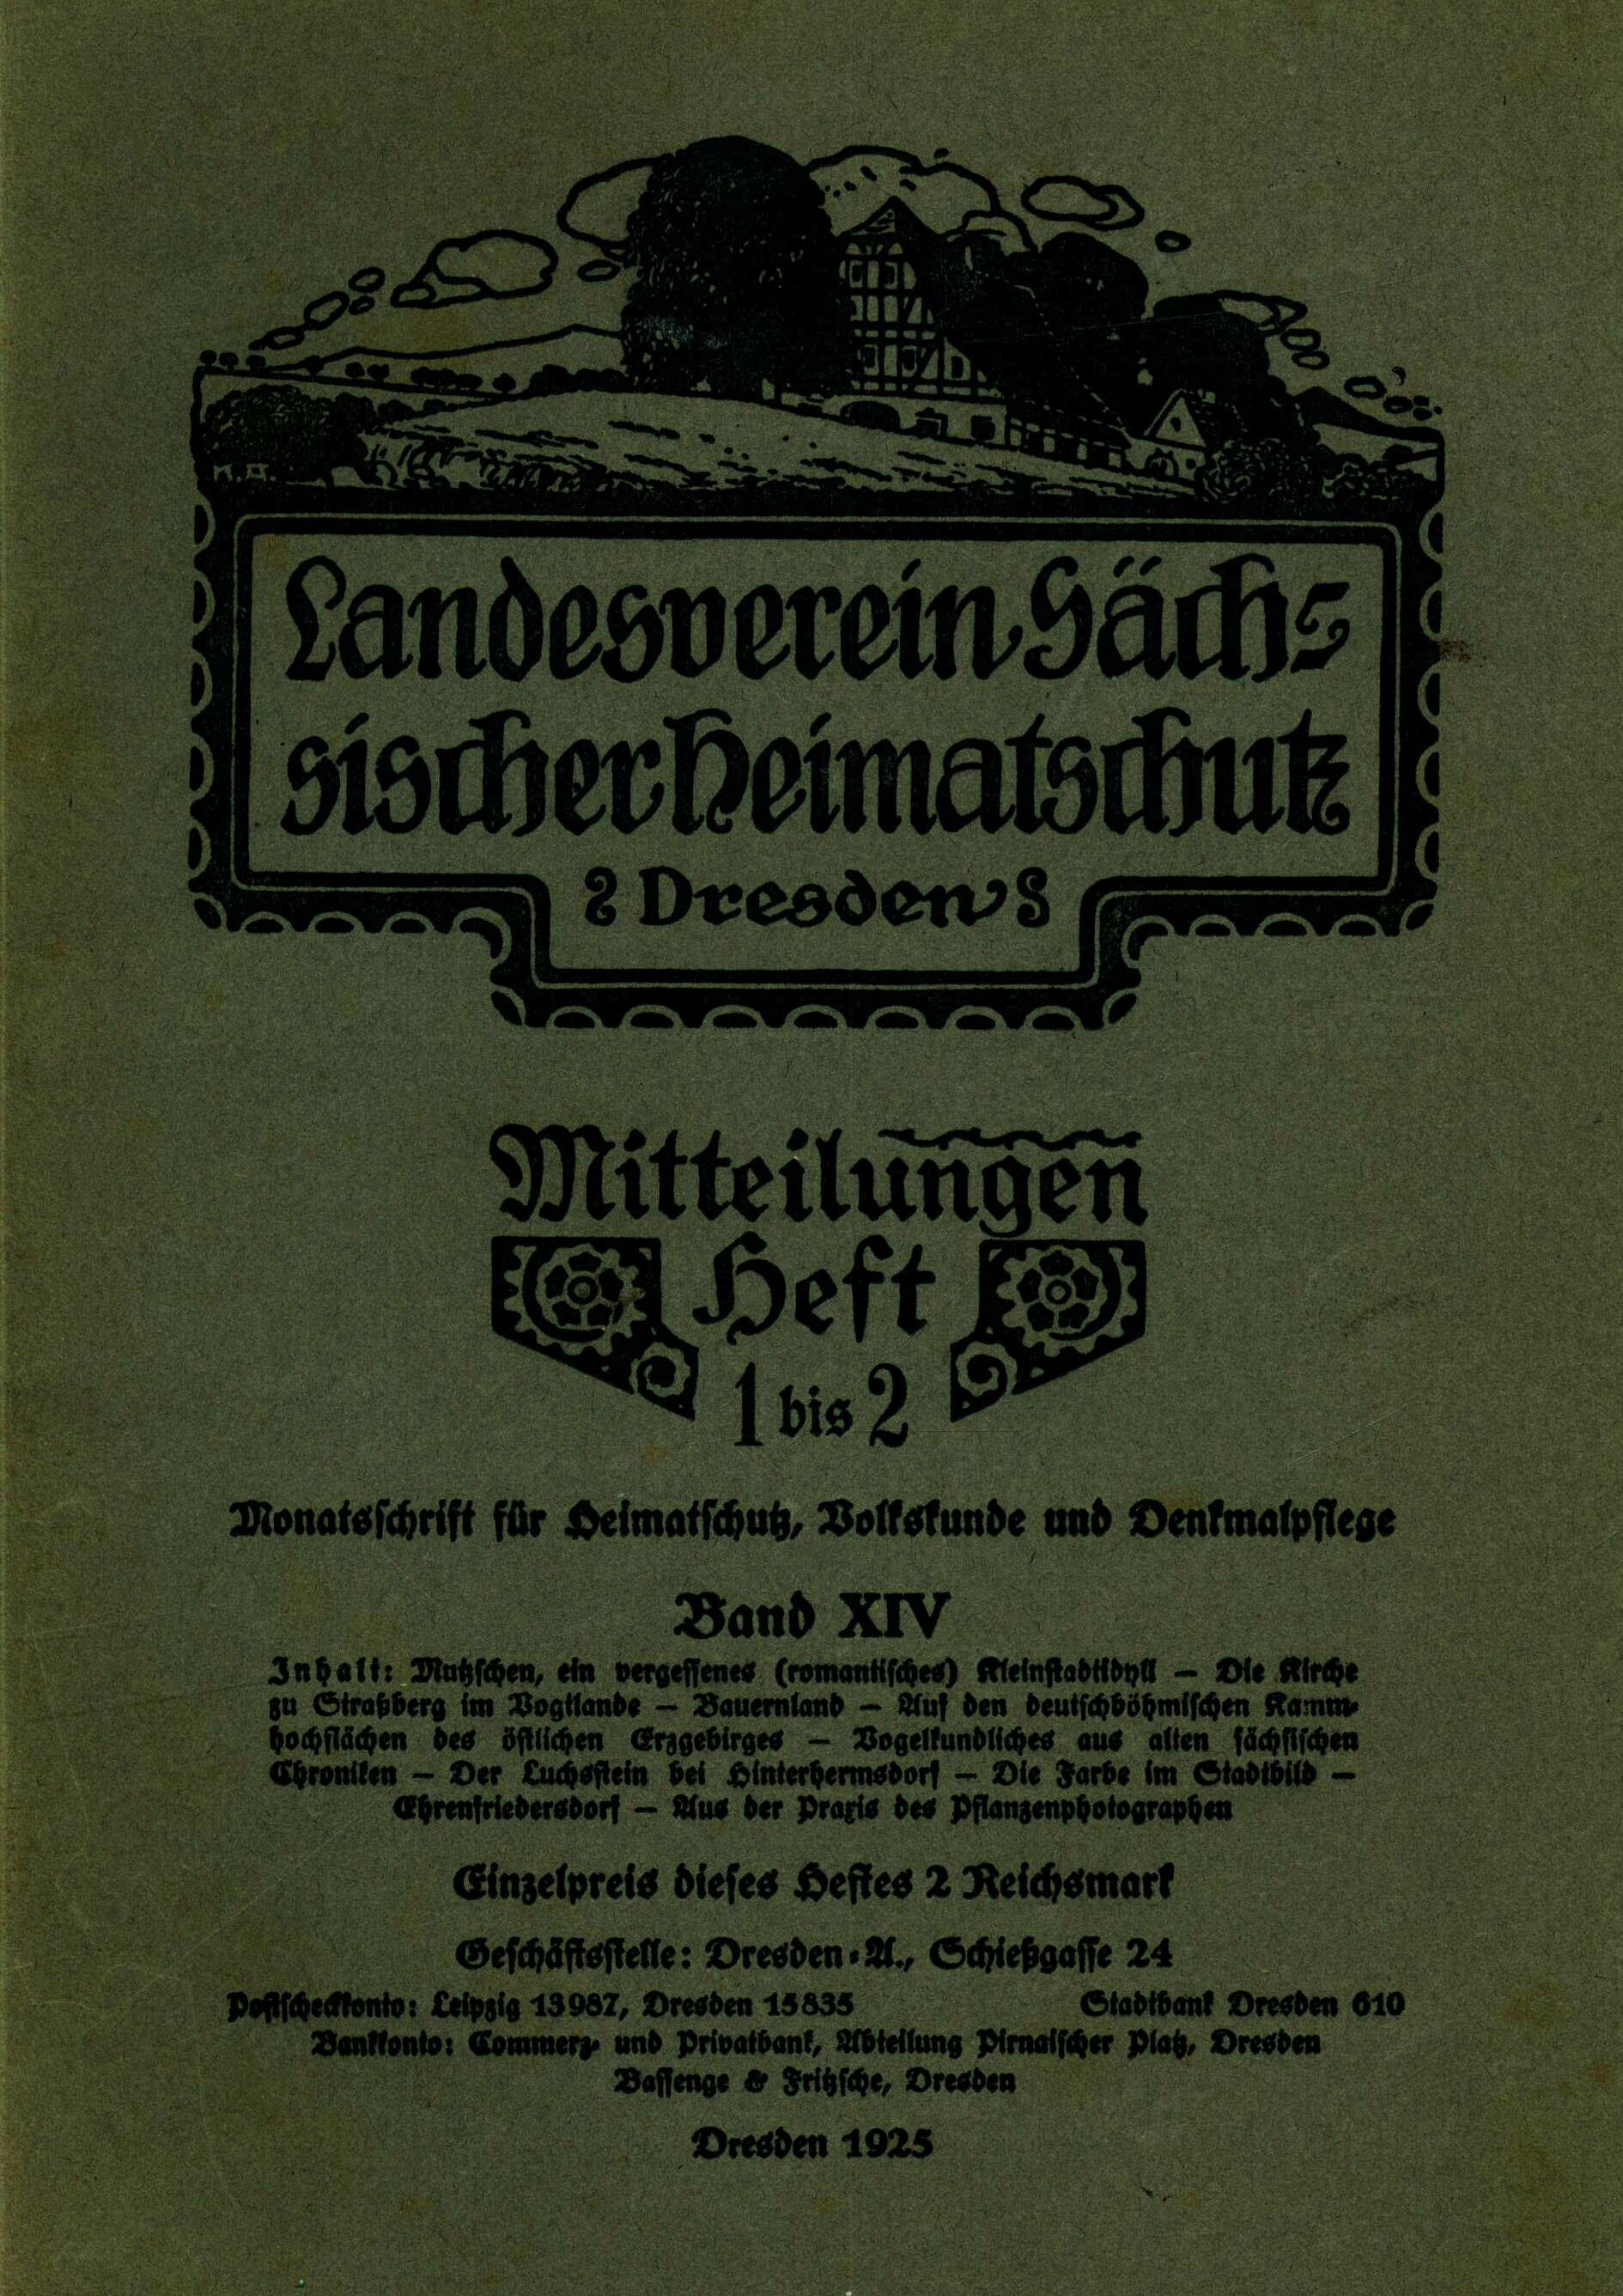 Landesverein Säch-
sischer Heimatschutz
Dresden
Mitteilungen
Heft
1 bis 2
Monatsschrift für Heimatschutz, Volkskunde und Denkmalpflege
Band XIV
Inhalt: Mutzschen, ein vergessenes (romantisches) Kleinstadtidyll – Die Kirche
zu Straßberg im Vogtlande – Bauernland – Auf den deutschböhmischen Kamm-
hochflächen des östlichen Erzgebirges – Vogelkundliches aus alten sächsischen
Chroniken – Der Luchsstein bei Hinterhermsdorf – Die Farbe im Stadtbild –
Ehrenfriedersdorf – Aus der Praxis des Pflanzenphotographen
Einzelpreis dieses Heftes 2 Reichsmark
Geschäftsstelle: Dresden-A., Schießgasse 24
Postscheckkonto: Leipzig 13987, Dresden 15835 Stadtbank Dresden 610
Bankkonto: Commerz- und Privatbank, Abteilung Pirnaischer Platz, Dresden
Bassenge & Fritzsche, Dresden
Dresden 1925